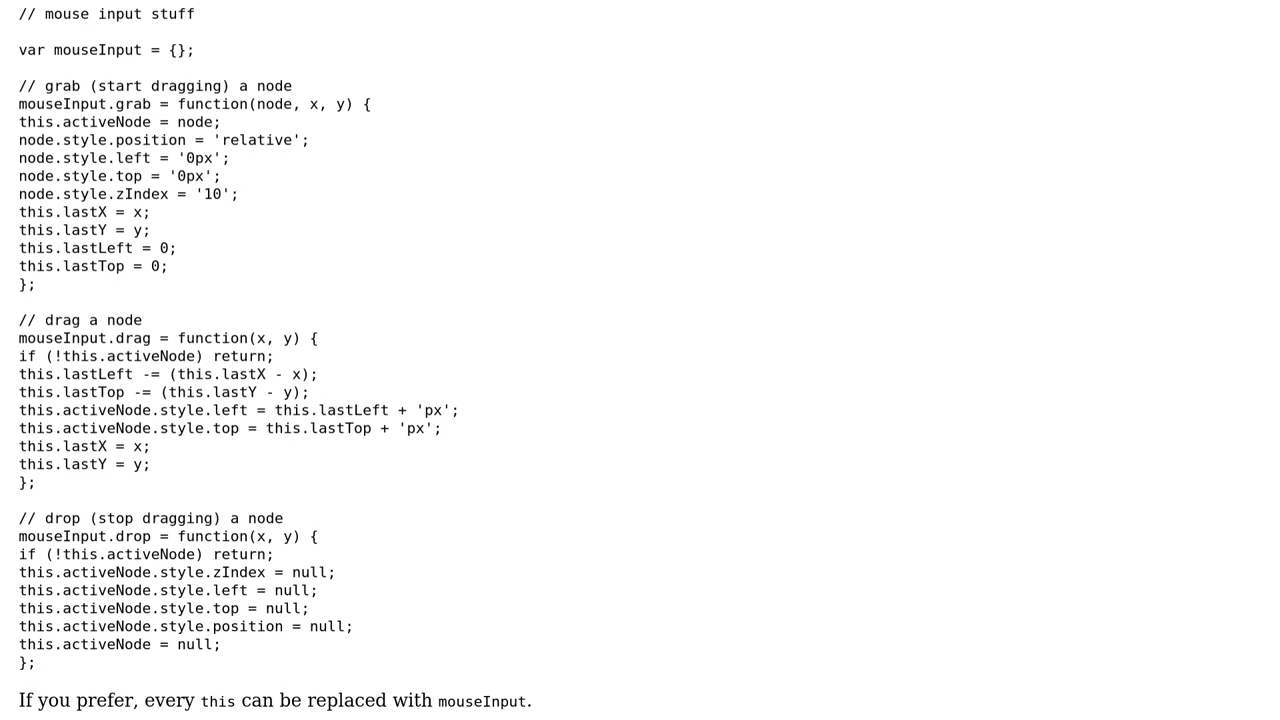 // mouse input stuff
var mouseInput = {};
// grab (start dragging) a node
mouseInput.grab = function(node, x, y) {
this.activeNode = node;
node.style.position = 'relative';
node.style.left = '0px';
node.style.top = '0px';
node.style.zIndex = '10';
this.lastX = x;
this.lastY = y;
this.lastLeft = 0;
this.lastTop = 0;
};
// drag a node
mouseInput.drag = function(x, y) {
if (!this.activeNode) return;
this.lastLeft -= (this.lastX - x);
this.lastTop -= (this.lastY - y);
this.activeNode.style.left = this.lastLeft + 'px';
this.activeNode.style.top = this.lastTop + 'px';
this.lastX = x;
this.lastY = y;
};
// drop (stop dragging) a node
mouseInput.drop = function(x, y) {
if (!this.activeNode) return;
this.activeNode.style.zIndex = null;
this.activeNode.style.left = null;
this.activeNode.style.top = null;
this.activeNode.style.position = null;
this.activeNode = null;
};
If you prefer, every this can be replaced with mouseInput.